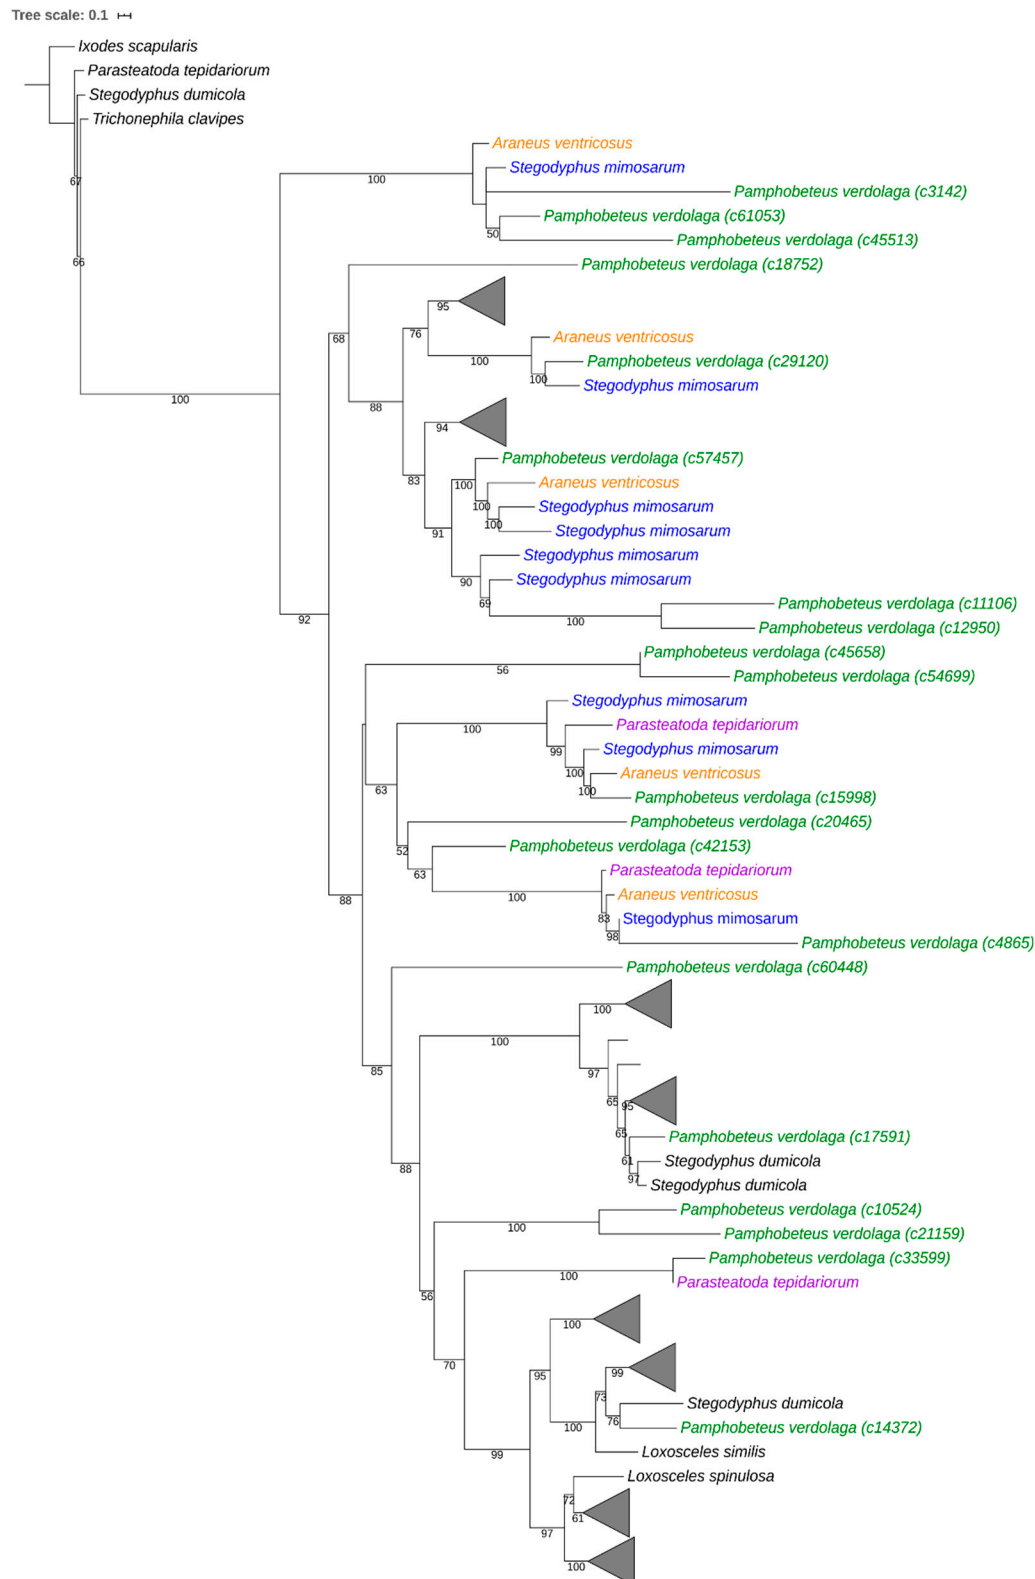 Tree scale: 0.1
Ixodes scapularis
Parasteatoda tepidariorum
Stegodyphus dumicola
Trichonephila clavipes
67
66
Araneus ventricosus
Stegodyphus mimosarum
100
Pamphobeteus verdolaga (c3142)
Pamphobeteus verdolaga (c61053)
50
Pamphobeteus verdolaga (c45513)
Pamphobeteus verdolaga (c18752)
95
76
68
Araneus ventricosus
100
Pamphobeteus verdolaga (c29120)
100
Stegodyphus mimosarum
100
88
94
Pamphobeteus verdolaga (c57457)
83
100
Araneus ventricosus
100
Stegodyphus mimosarum
100
91
Stegodyphus mimosarum
Stegodyphus mimosarum
90
Stegodyphus mimosarum
69
Pamphobeteus verdolaga (c11106)
100
92
Pamphobeteus verdolaga (c12950)
Pamphobeteus verdolaga (c45658)
56
Pamphobeteus verdolaga (c54699)
Stegodyphus mimosarum
100
Parasteatoda tepidariorum
99
Stegodyphus mimosarum
100
Araneus ventricosus
63
100
Pamphobeteus verdolaga (c15998)
Pamphobeteus verdolaga (c20465)
52
Pamphobeteus verdolaga (c42153)
63
Parasteatoda tepidariorum
100
Araneus ventricosus
88
83
Stegodyphus mimosarum
98
Pamphobeteus verdolaga (c4865)
Pamphobeteus verdolaga (c60448)
100
100
85
97
65
95
65
Pamphobeteus verdolaga (c17591)
61
Stegodyphus dumicola
88
97
Stegodyphus dumicola
Pamphobeteus verdolaga (c10524)
100
Pamphobeteus verdolaga (c21159)
Pamphobeteus verdolaga (c33599)
100
Parasteatoda tepidariorum
56
100
70
95
99
73
Stegodyphus dumicola
76
100
Pamphobeteus verdolaga (c14372)
99
Loxosceles similis
Loxosceles spinulosa
72
61
97
100